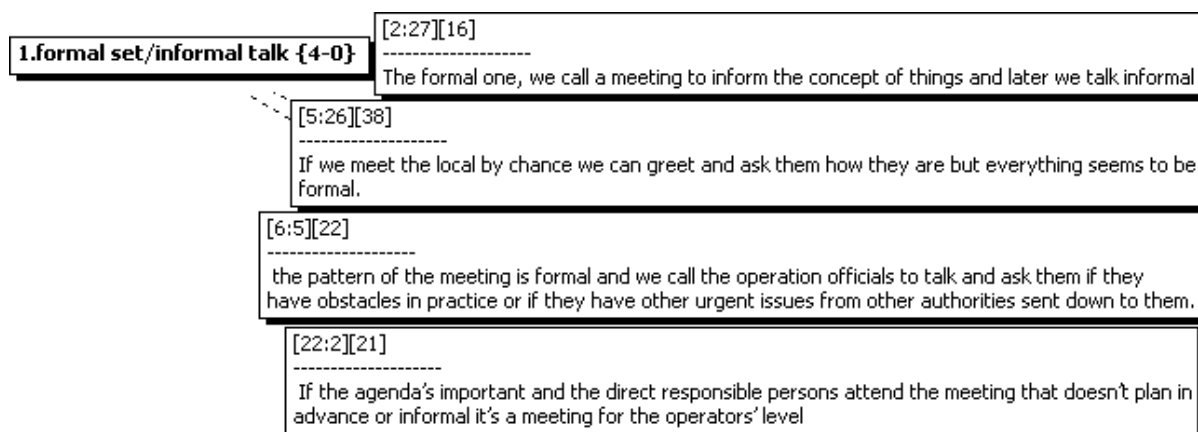 1.formal set/informal talk {4-0}
[2:27][16]
--------------------
The formal one, we call a meeting to inform the concept of things and later we talk informal
[5:26][38]
--------------------
If we meet the local by chance we can greet and ask them how they are but everything seems to be
formal.
[6:5][22]
--------------------
the pattern of the meeting is formal and we call the operation officials to talk and ask them if they
have obstacles in practice or if they have other urgent issues from other authorities sent down to them.
[22:2][21]
--------------------
If the agenda's important and the direct responsible persons attend the meeting that doesn't plan in
advance or informal it's a meeting for the operators' level